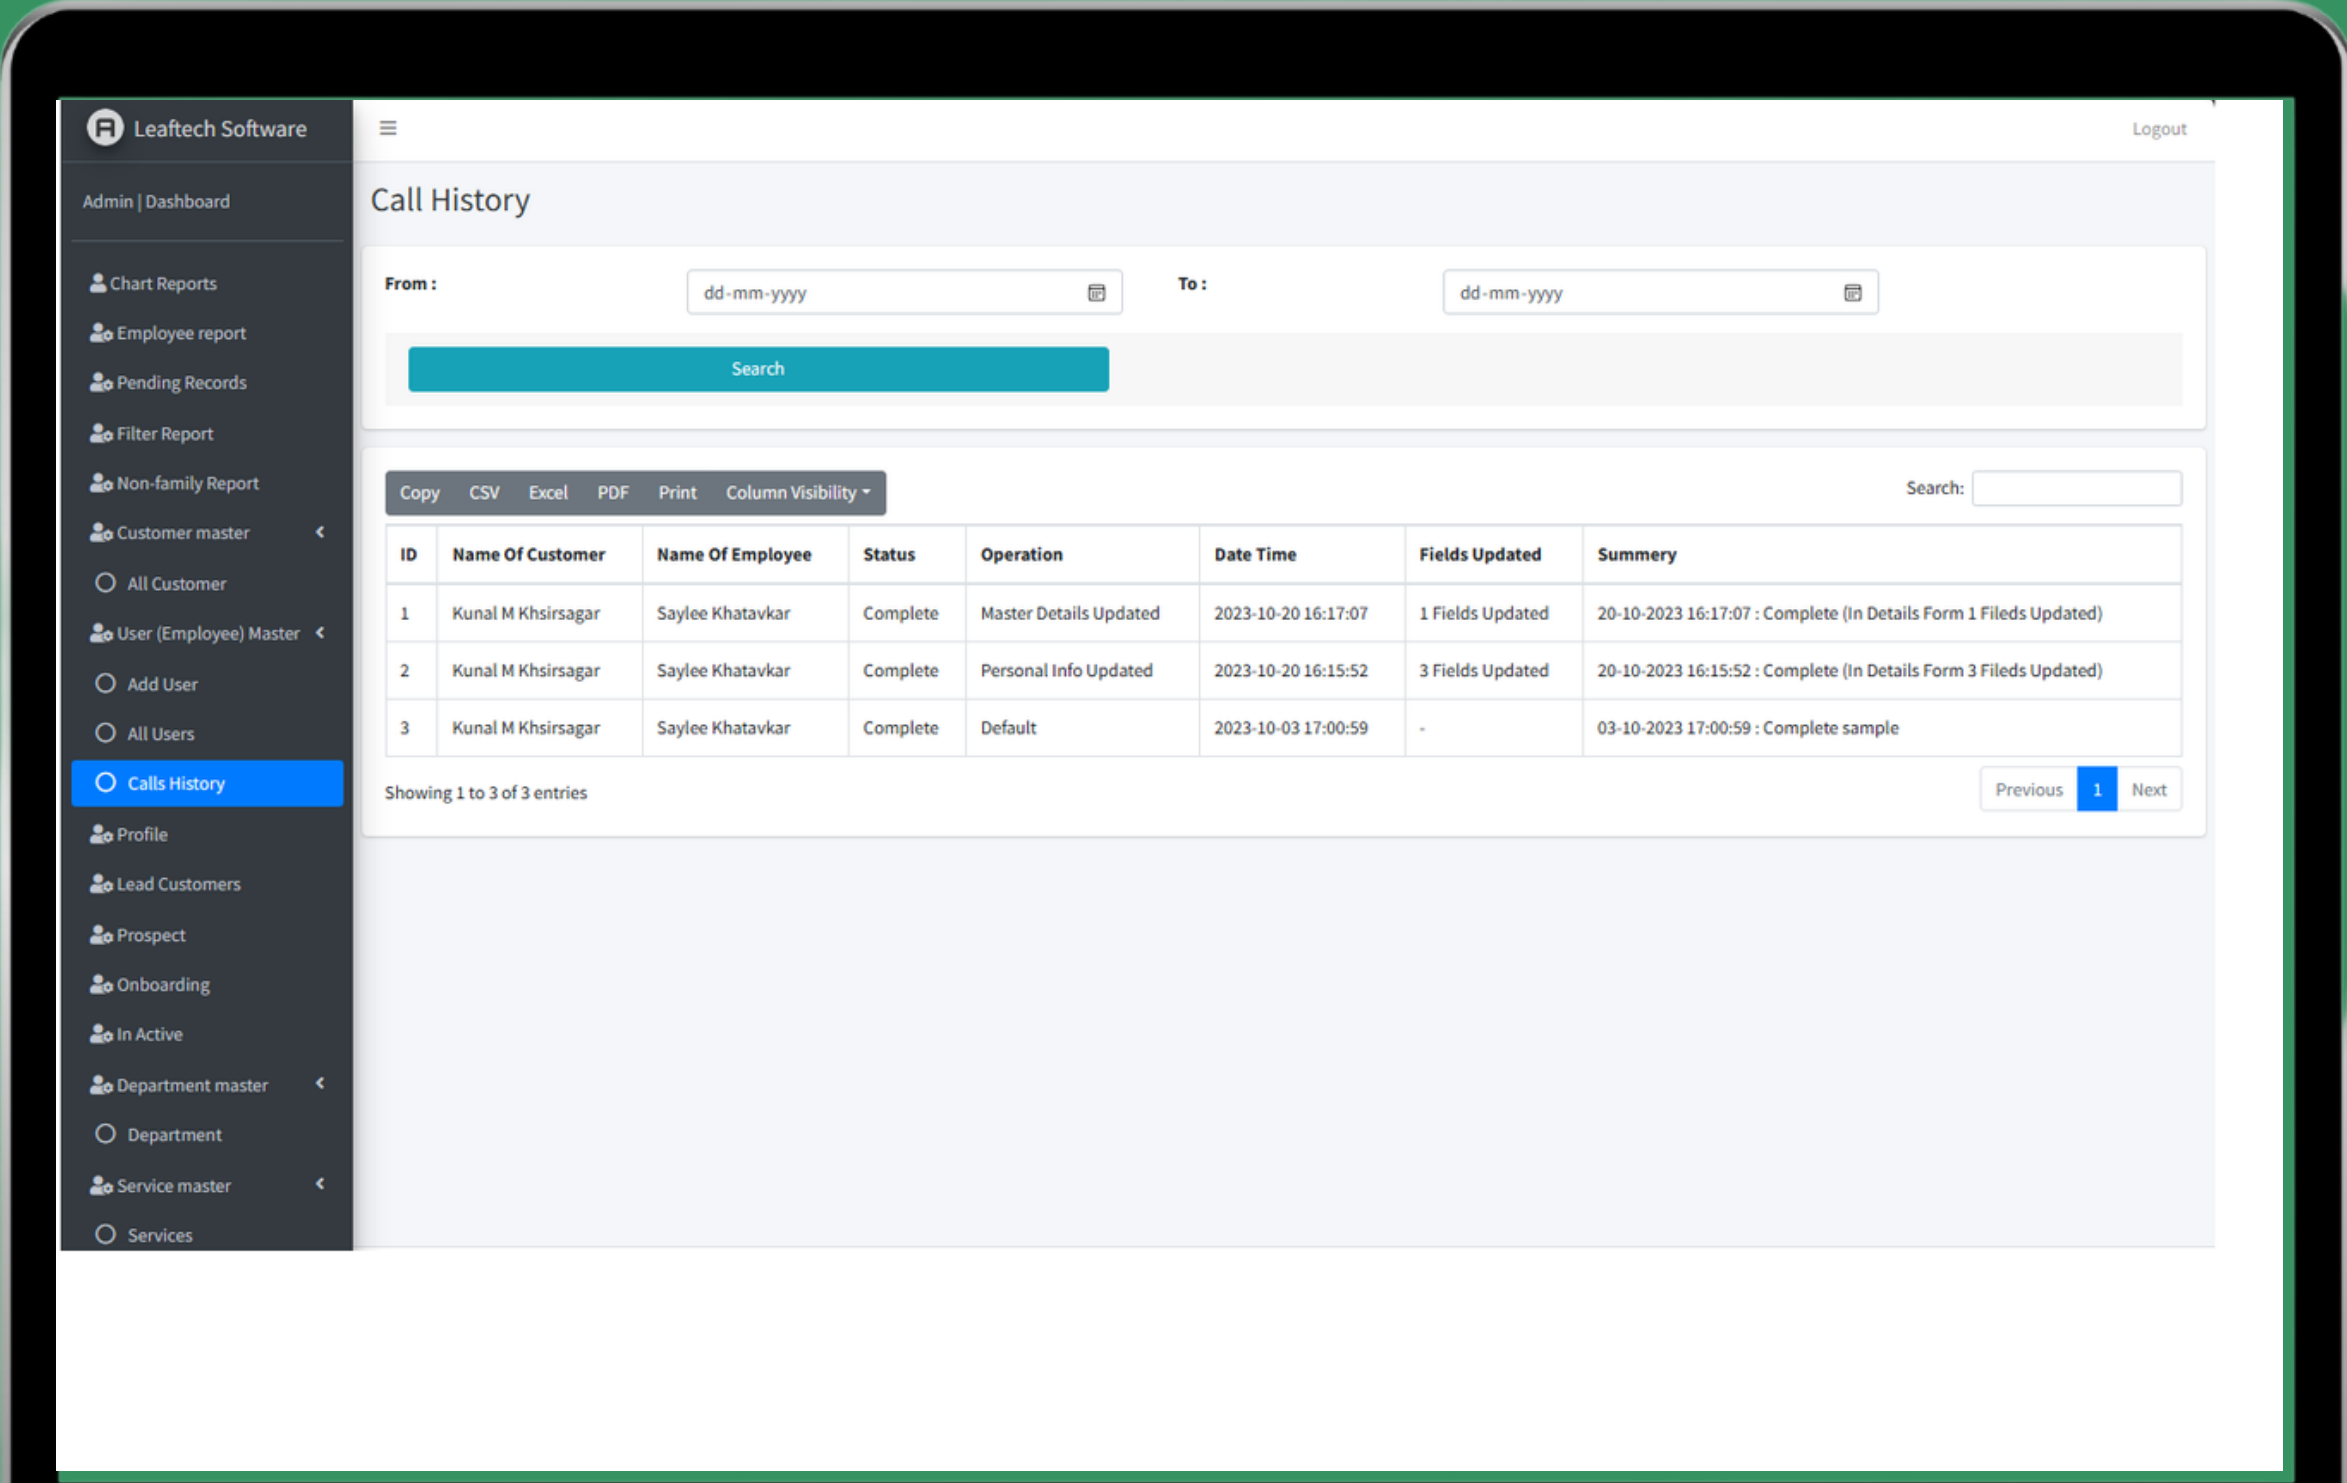 Leaftech Software
Logout
Admin | Dashboard
Chart Reports
Employee report
Pending Records
Filter Report
Non-family Report
Customer master
All Customer
User (Employee) Master
Add User
All Users
Calls History
Profile
Lead Customers
Prospect
Onboarding
In Active
Department master
Department
Service master
Services
Call History
From : dd-mm-yyyy To : dd-mm-yyyy
Search
Copy CSV Excel PDF Print Column Visibility
Search:
ID Name Of Customer Name Of Employee Status Operation Date Time Fields Updated Summery
1 Kunal M Khsirsagar Saylee Khatavkar Complete Master Details Updated 2023-10-20 16:17:07 1 Fields Updated 20-10-2023 16:17:07 : Complete (In Details Form 1 Fileds Updated)
2 Kunal M Khsirsagar Saylee Khatavkar Complete Personal Info Updated 2023-10-20 16:15:52 3 Fields Updated 20-10-2023 16:15:52 : Complete (In Details Form 3 Fileds Updated)
3 Kunal M Khsirsagar Saylee Khatavkar Complete Default 2023-10-03 17:00:59 - 03-10-2023 17:00:59 : Complete sample
Showing 1 to 3 of 3 entries
Previous 1 Next